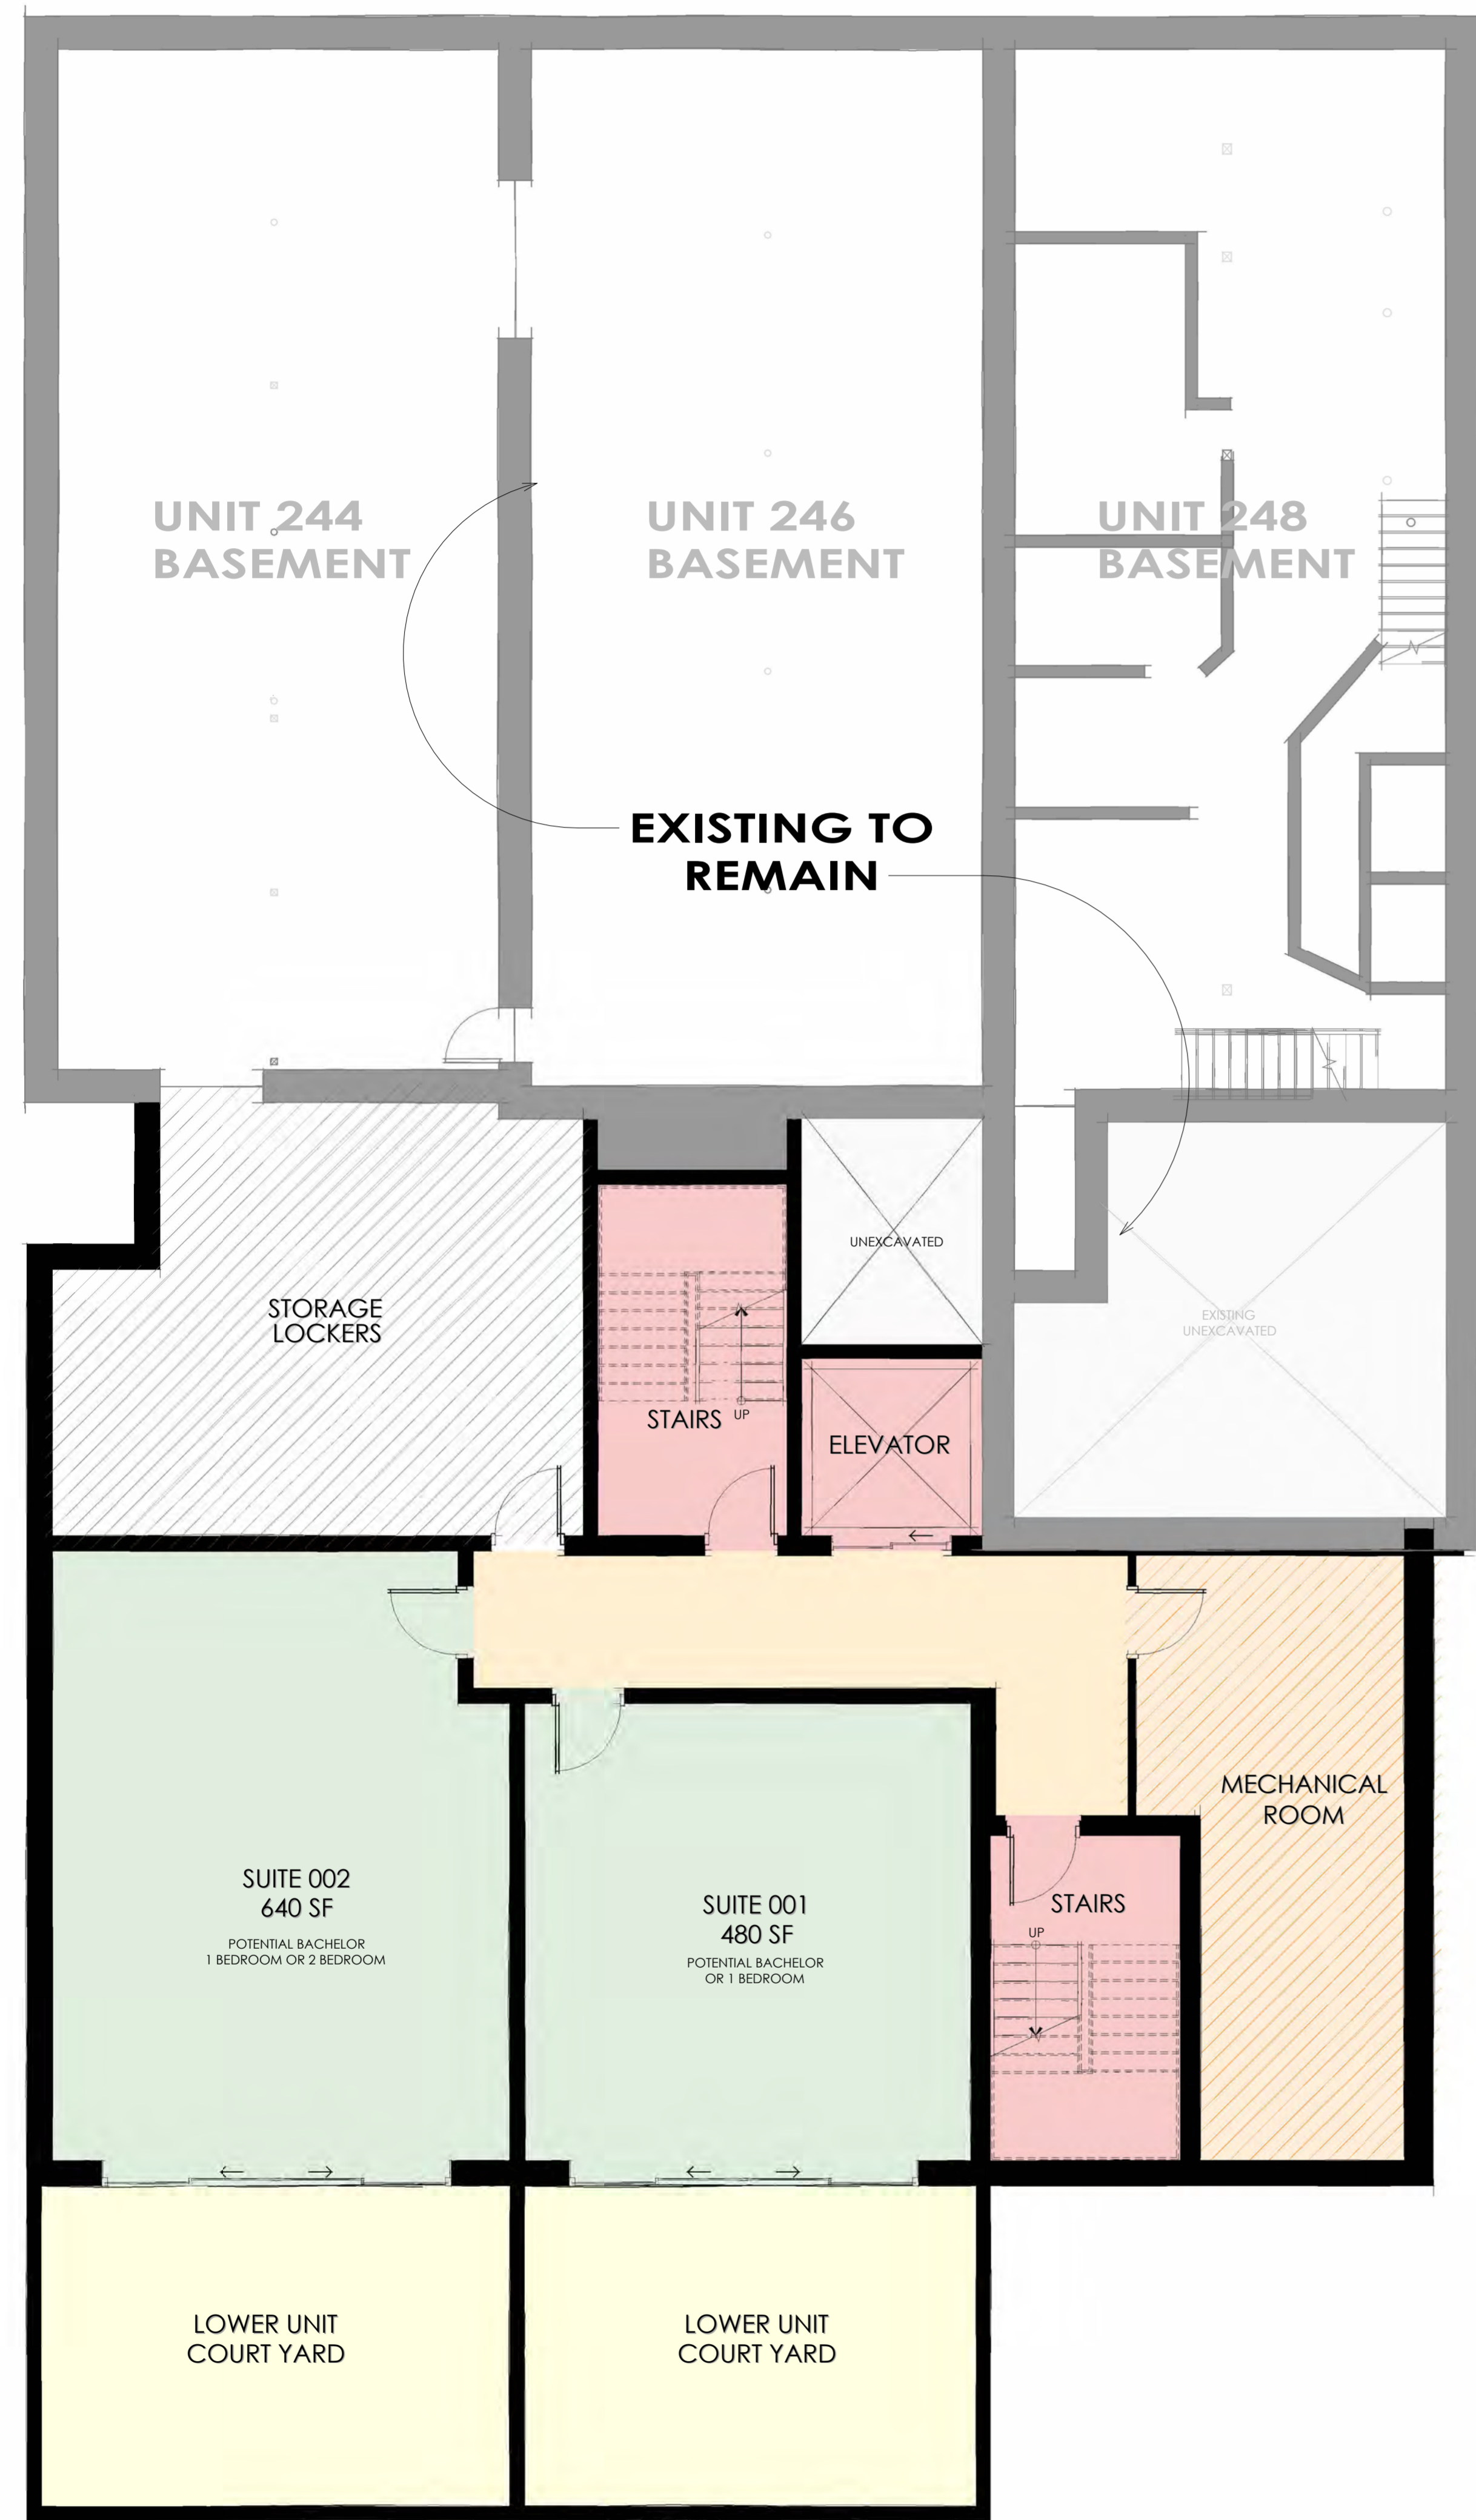 UNIT 244
BASEMENT
UNIT 246
BASEMENT
UNIT 248
BASEMENT
EXISTING TO
REMAIN
UNEXCAVATED
EXISTING
UNEXCAVATED
STORAGE
LOCKERS
STAIRS
UP
ELEVATOR
MECHANICAL
ROOM
SUITE 002
640 SF
POTENTIAL BACHELOR
1 BEDROOM OR 2 BEDROOM
SUITE 001
480 SF
POTENTIAL BACHELOR
OR 1 BEDROOM
STAIRS
UP
LOWER UNIT
COURT YARD
LOWER UNIT
COURT YARD